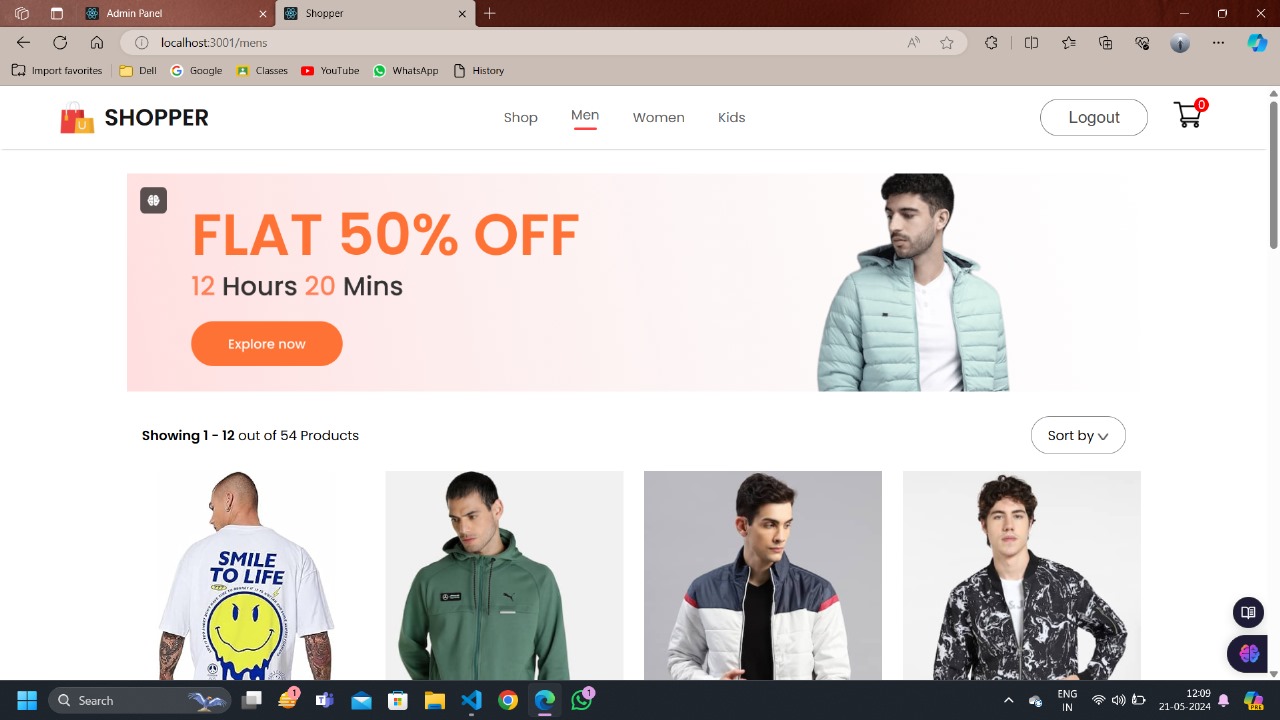 Admin Panel
Shopper
localhost:3001/mens
Import favorites
Dell
Google
Classes
YouTube
WhatsApp
History
SHOPPER
Shop
Men
Women
Kids
Logout
0
FLAT 50% OFF
12 Hours 20 Mins
Explore now
Showing 1 - 12 out of 54 Products
Sort by
SMILE
TO LIFE
Search
1
1
ENG
IN
12:09
21-05-2024